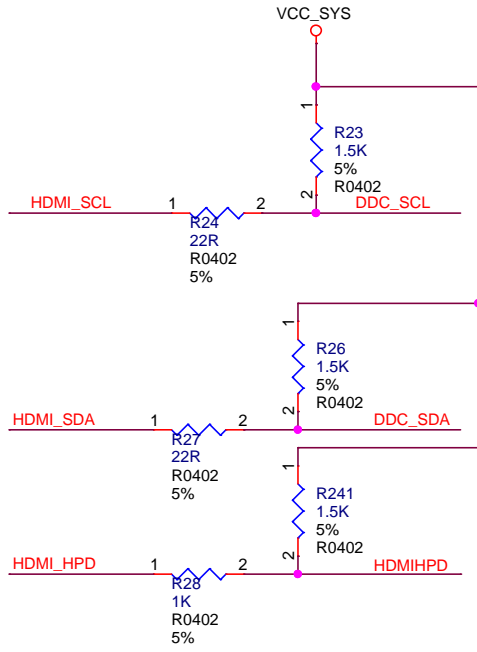 VCC_SYS
1
R23
1.5K
5%
R0402
2
HDMI_SCL
1
2
DDC_SCL
R24
22R
R0402
5%
1
R26
1.5K
5%
R0402
2
HDMI_SDA
1
2
DDC_SDA
R27
22R
R0402
5%
1
R241
1.5K
5%
R0402
2
HDMI_HPD
1
2
HDMIHPD
R28
1K
R0402
5%